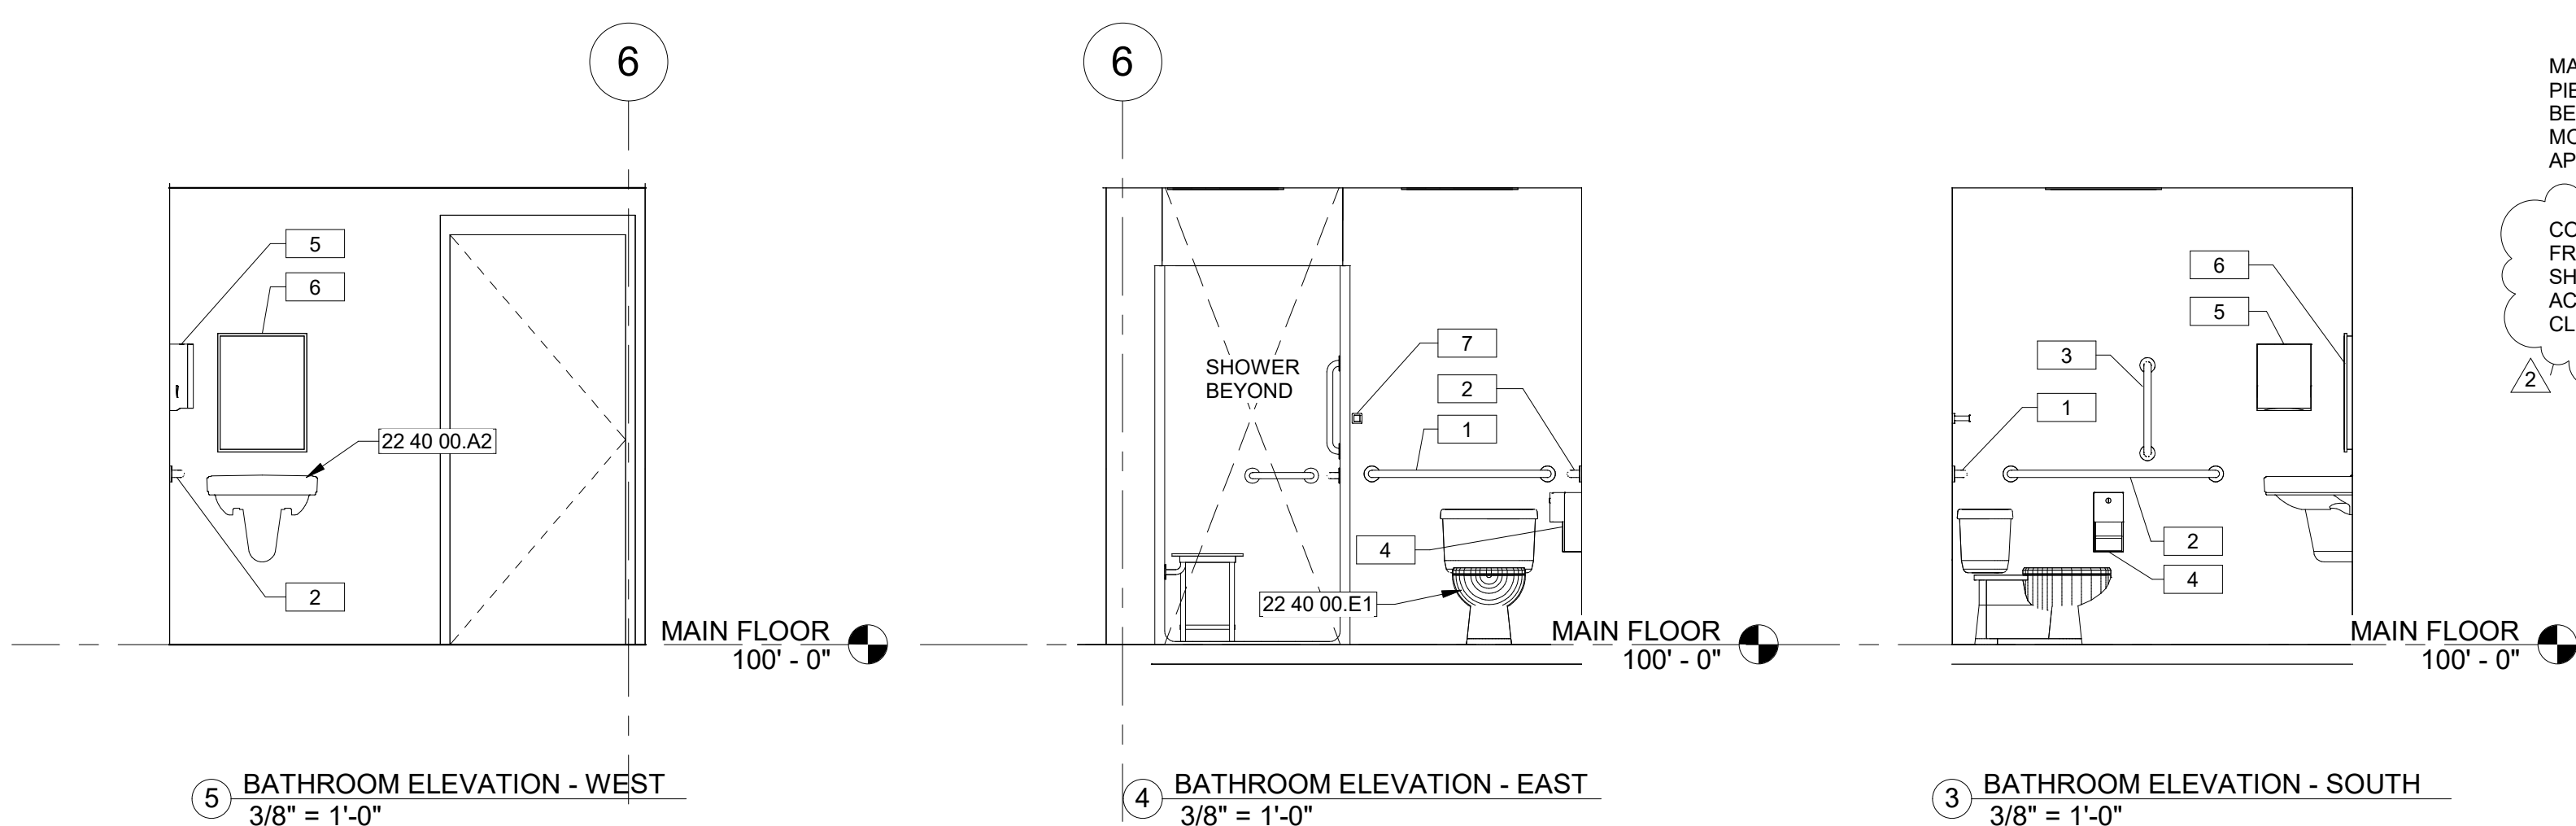 6
5
6
22 40 00.A2
2
MAIN FLOOR
100' - 0"
5
BATHROOM ELEVATION - WEST
3/8" = 1'-0"
6
SHOWER
BEYOND
7
2
1
4
22 40 00.E1
MAIN FLOOR
100' - 0"
4
BATHROOM ELEVATION - EAST
3/8" = 1'-0"
6
5
3
1
2
4
MAIN FLOOR
100' - 0"
3
BATHROOM ELEVATION - SOUTH
3/8" = 1'-0"
MA
PIE
BE
MO
AP
CO
FR
SH
AC
CL
2